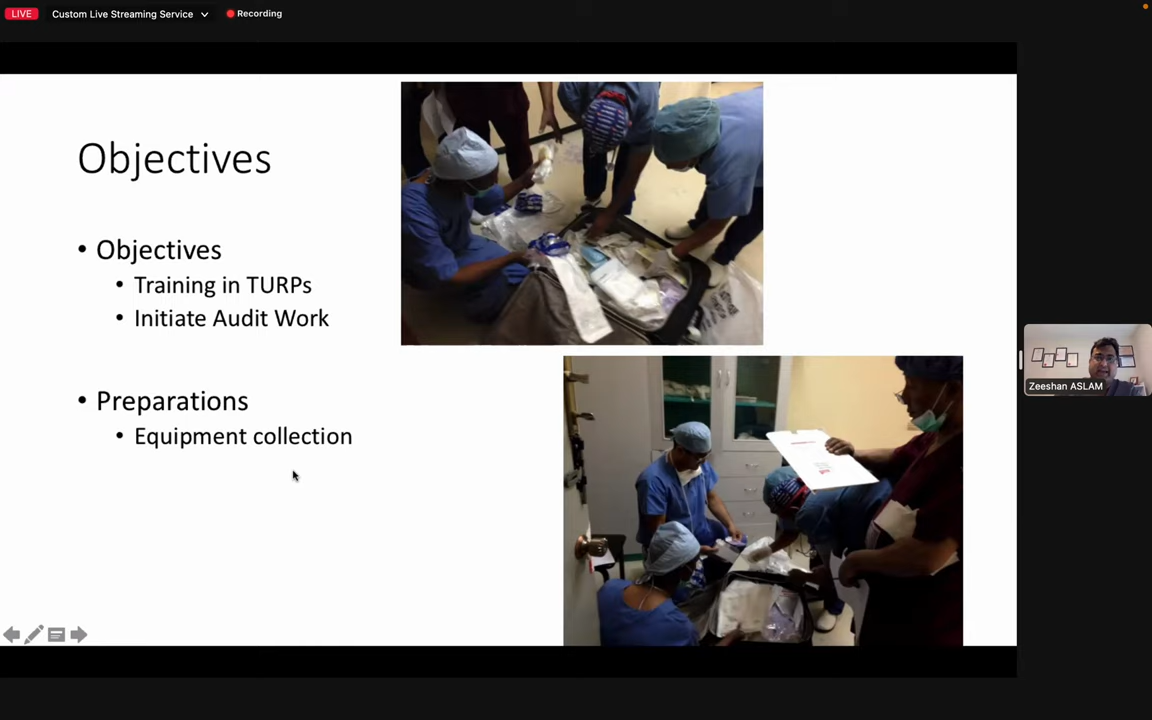 LIVE
Custom Live Streaming Service
Recording
Objectives
• Objectives
• Training in TURPs
• Initiate Audit Work
• Preparations
• Equipment collection
Zeeshan ASLAM